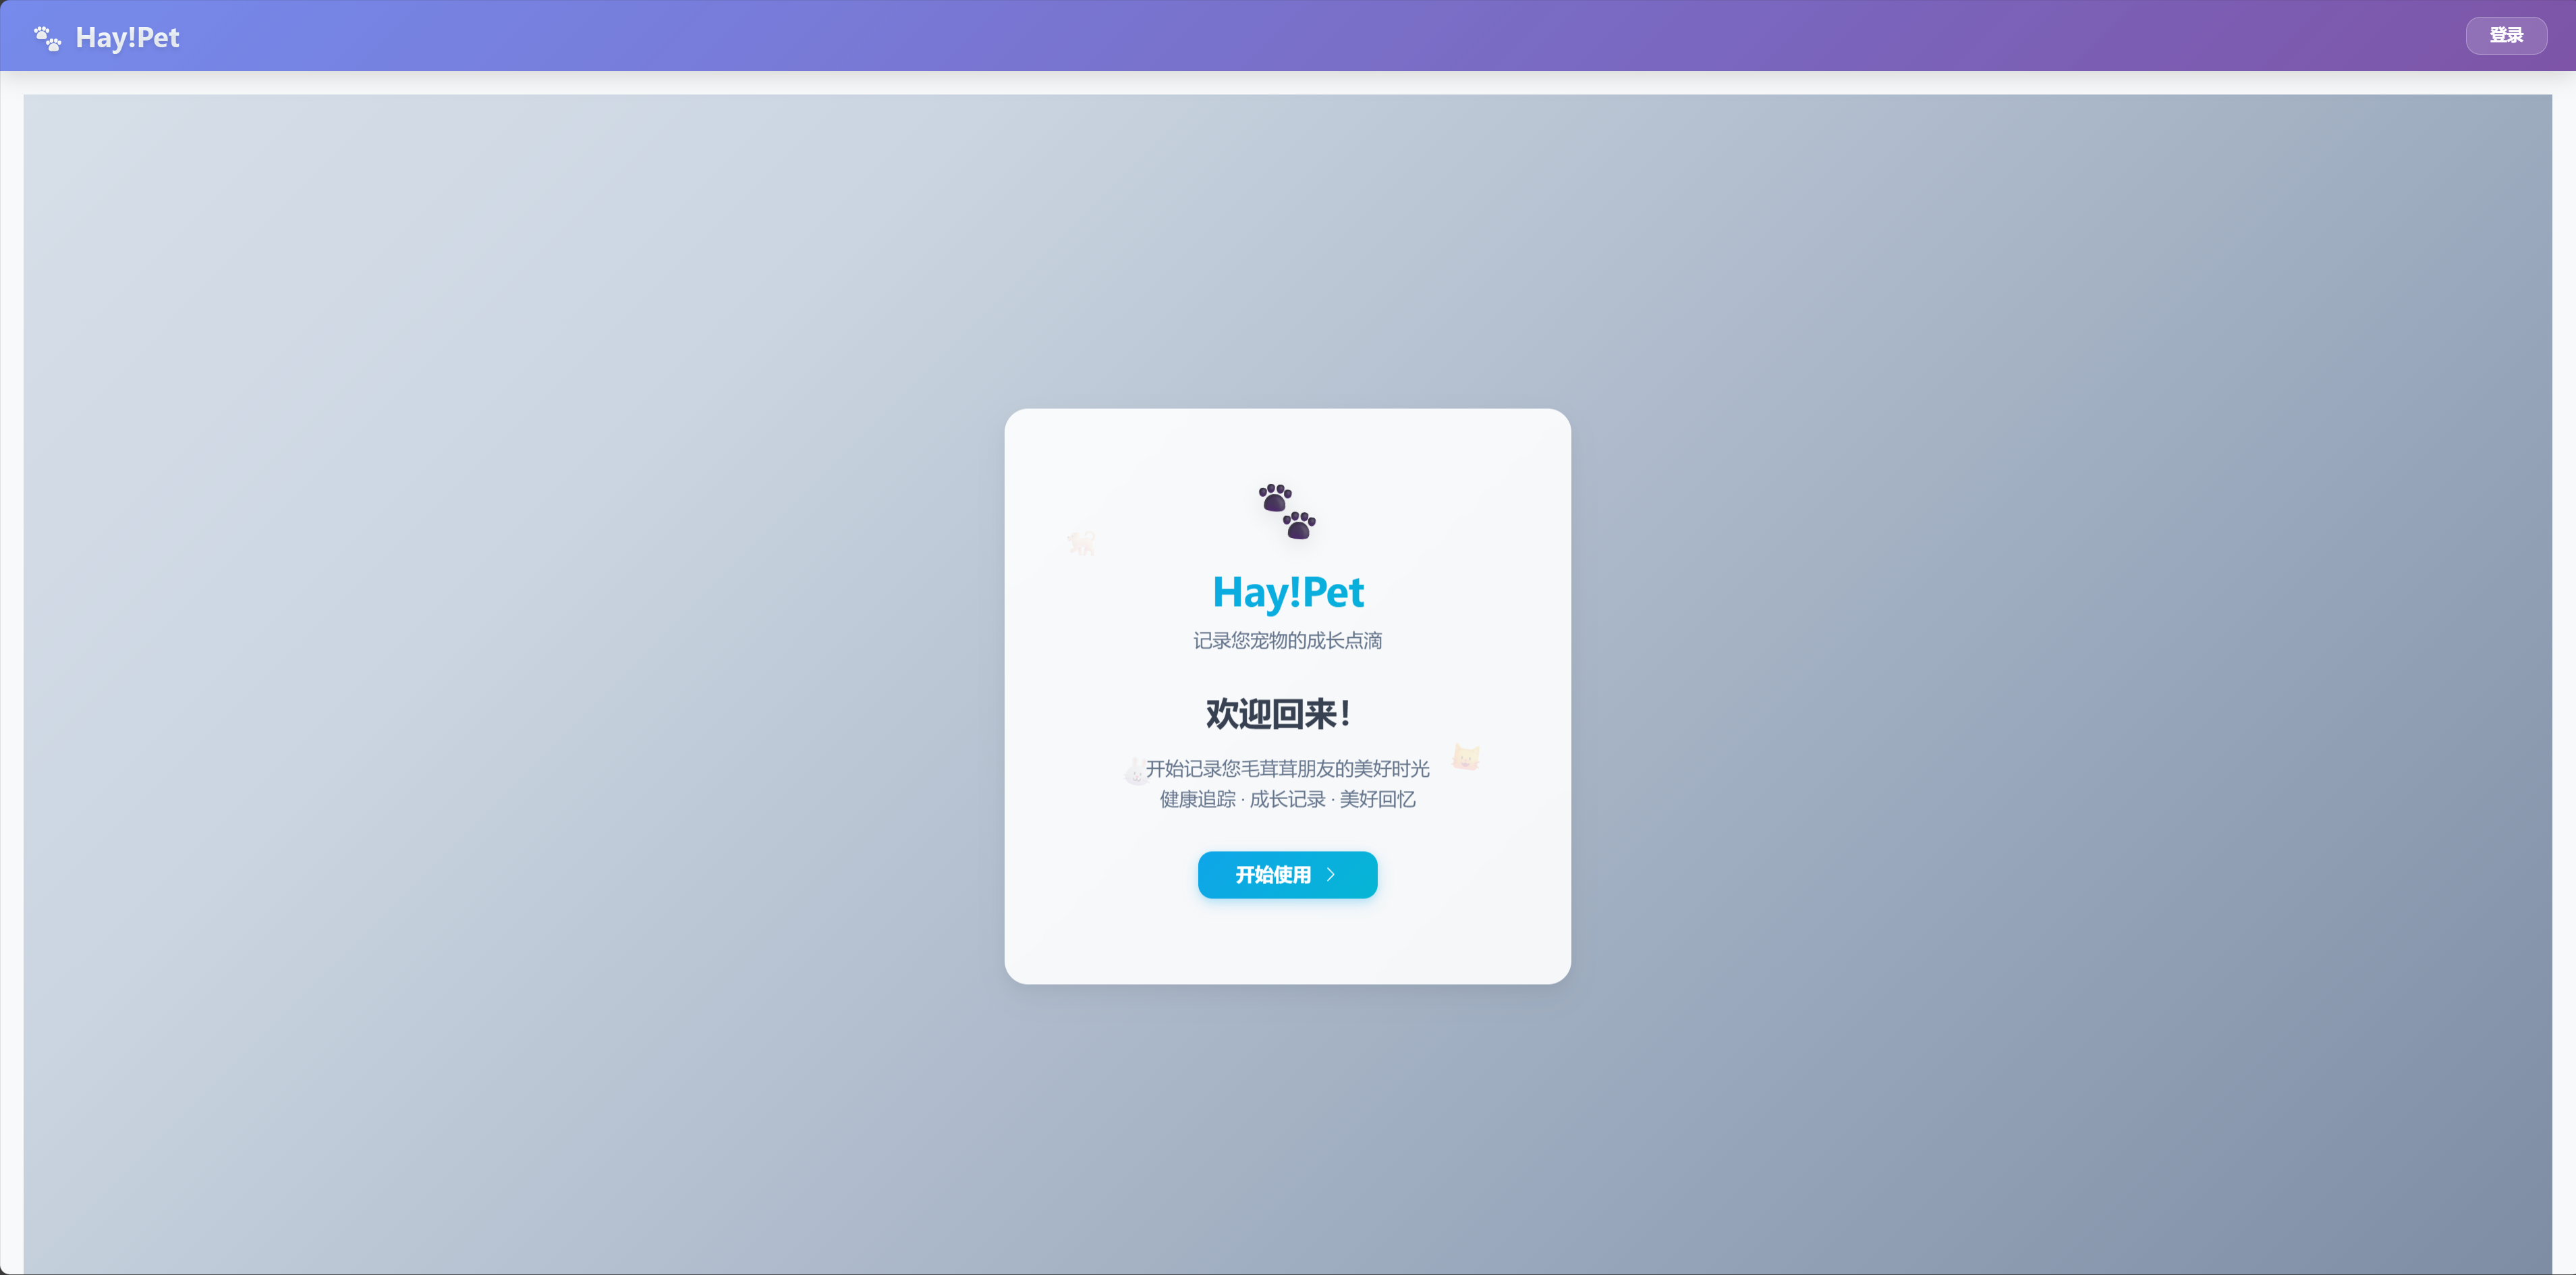 Hay!Pet
登录
Hay!Pet
记录您宠物的成长点滴
欢迎回来！
开始记录您毛茸茸朋友的美好时光
健康追踪 · 成长记录 · 美好回忆
开始使用